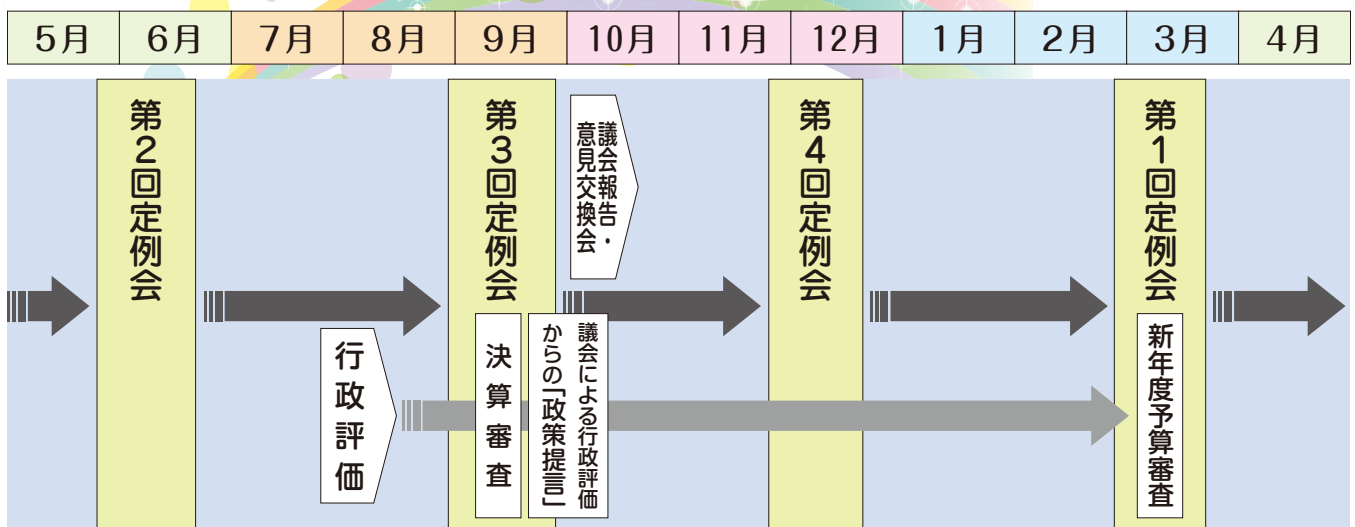 5月 6月 7月 8月 9月 10月 11月 12月 1月 2月 3月 4月
第2回定例会
行政評価
第3回定例会
決算審査
議会による行政評価
からの「政策提言」
議会報告・
意見交換会
第4回定例会
第1回定例会
新年度予算審査